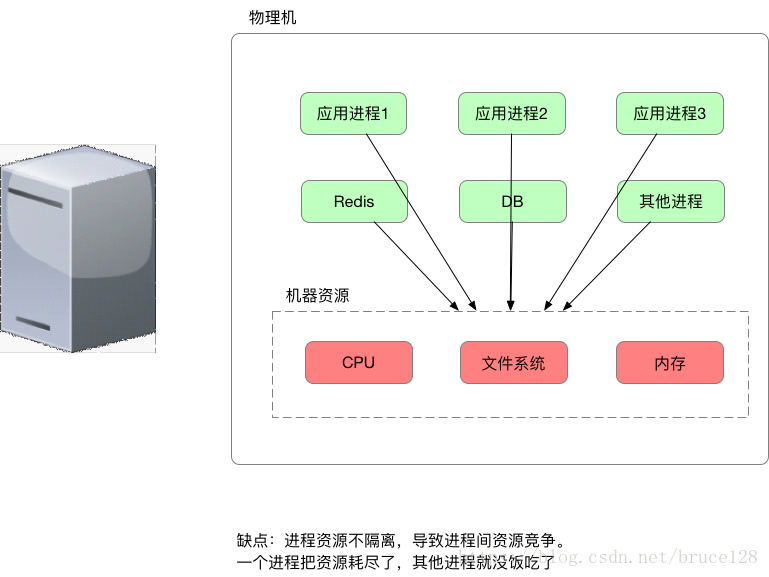 物理机
应用进程1 应用进程2 应用进程3
Redis DB 其他进程
机器资源
CPU 文件系统 内存
缺点：进程资源不隔离，导致进程间资源竞争。
一个进程把资源耗尽了，其他进程就没饭吃了
https://blog.csdn.net/bruce128